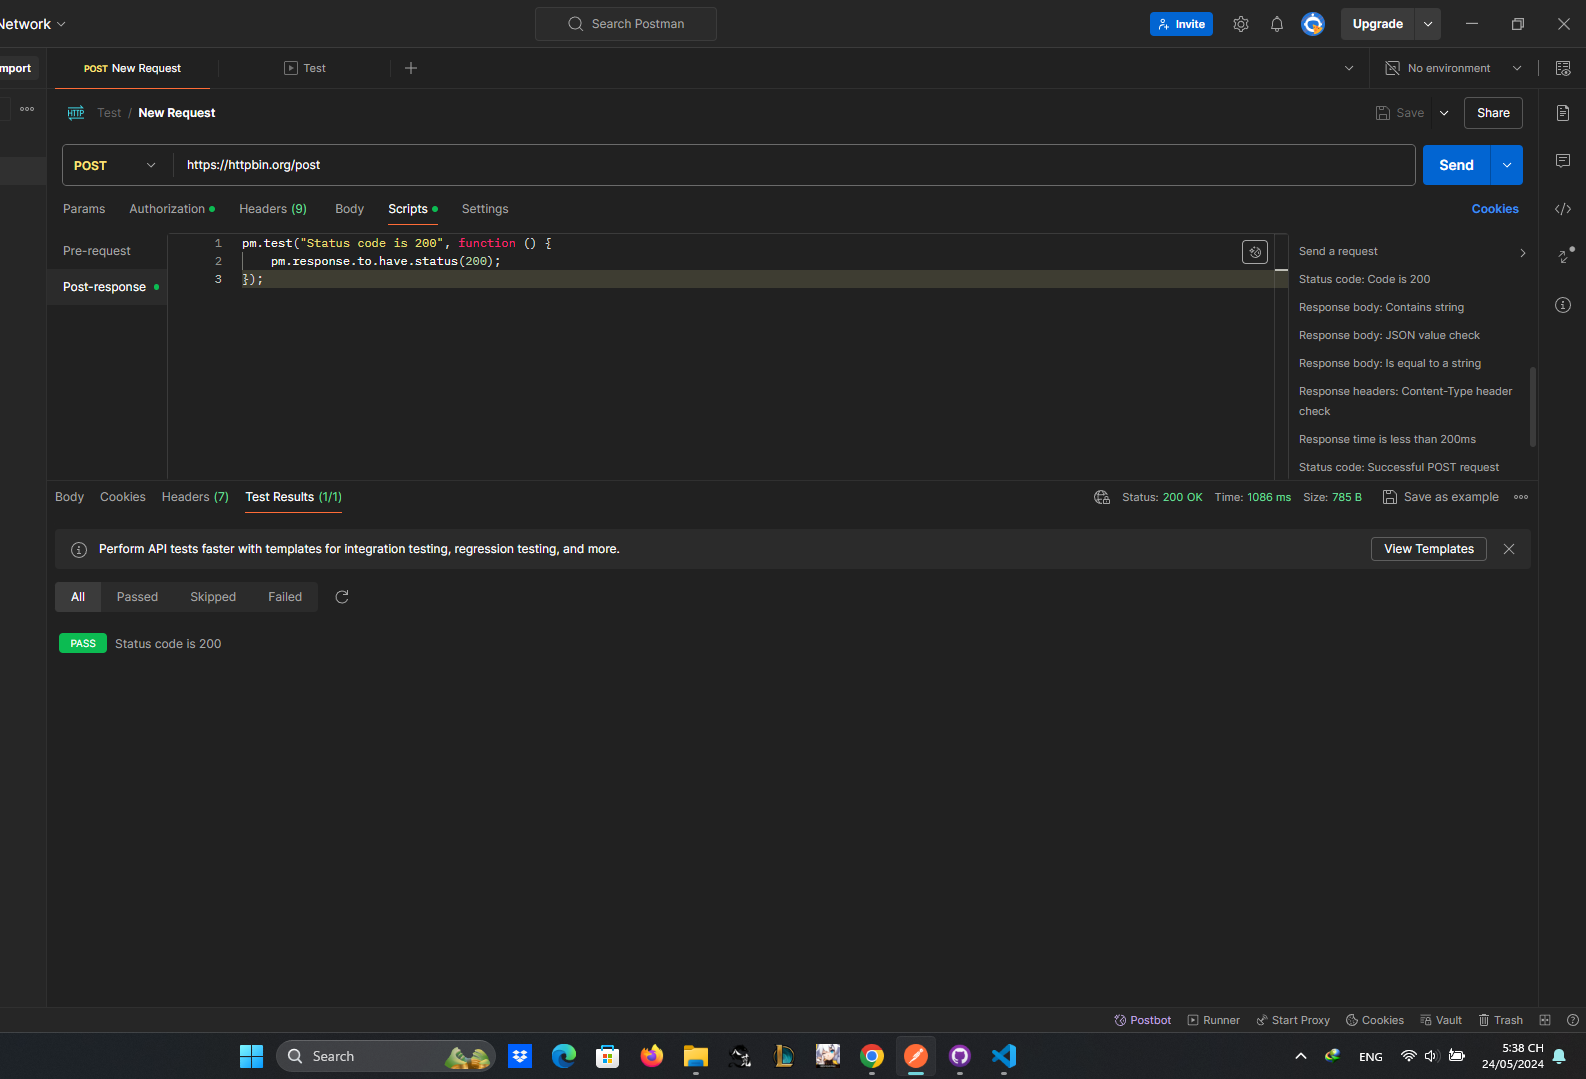 Network
Search Postman
Invite
Upgrade
mport
POST New Request
Test
No environment
HTTP
Test / New Request
Save
Share
POST
https://httpbin.org/post
Send
Params
Authorization
Headers (9)
Body
Scripts
Settings
Cookies
Pre-request
Post-response
1 pm.test("Status code is 200", function () {
2 pm.response.to.have.status(200);
3 });
Send a request
Status code: Code is 200
Response body: Contains string
Response body: JSON value check
Response body: Is equal to a string
Response headers: Content-Type header
check
Response time is less than 200ms
Status code: Successful POST request
Body
Cookies
Headers (7)
Test Results (1/1)
Status: 200 OK
Time: 1086 ms
Size: 785 B
Save as example
Perform API tests faster with templates for integration testing, regression testing, and more.
View Templates
All
Passed
Skipped
Failed
PASS
Status code is 200
Postbot
Runner
Start Proxy
Cookies
Vault
Trash
Search
ENG
5:38 CH
24/05/2024